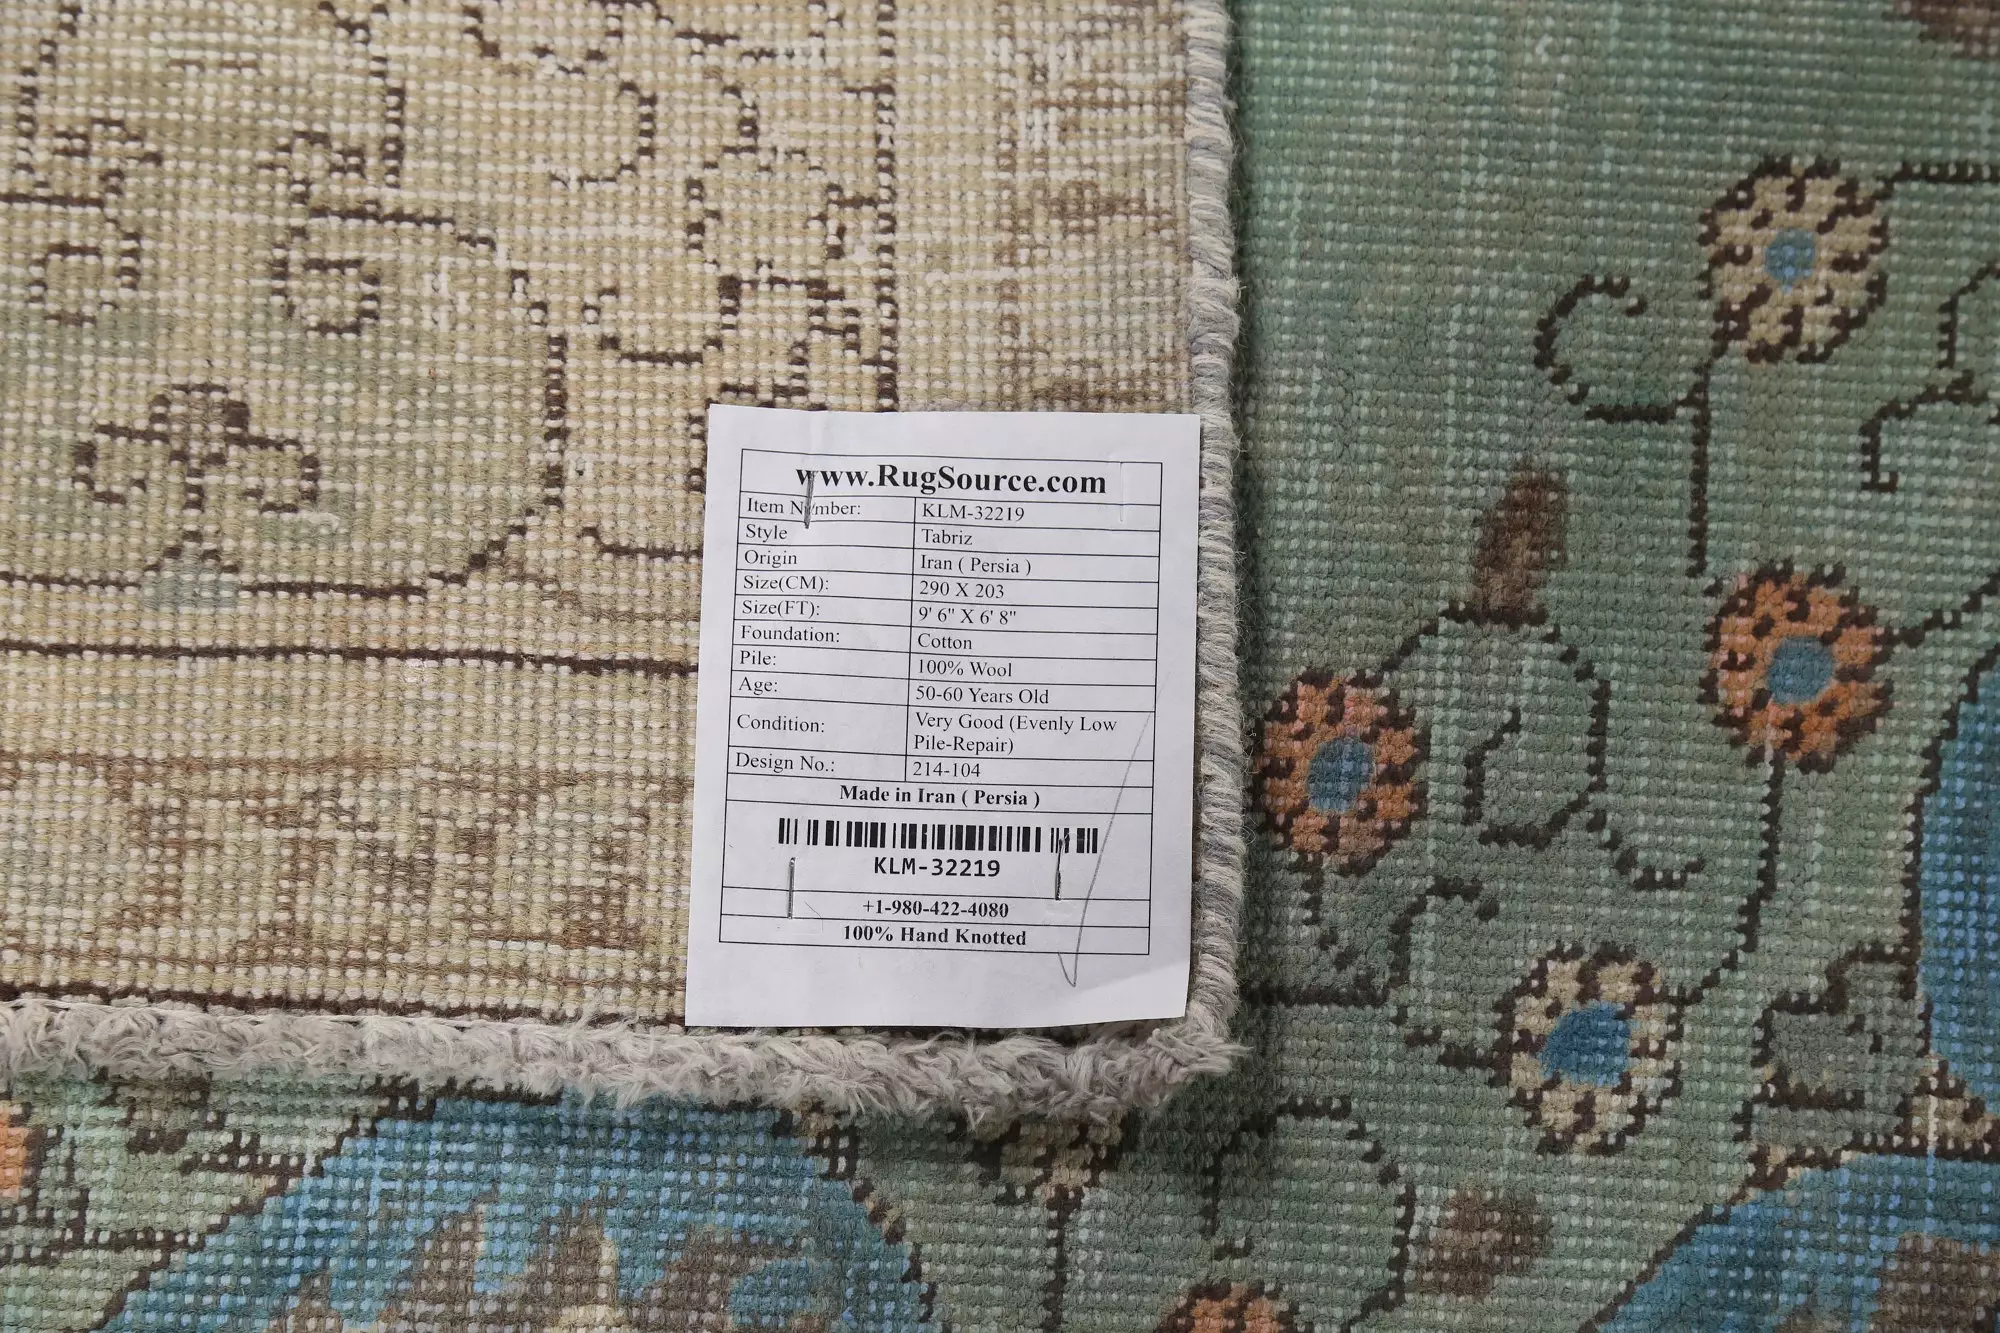 www.RugSource.com
Item Number: KLM-32219
Style Tabriz
Origin Iran ( Persia )
Size(CM): 290 X 203
Size(FT): 9' 6" X 6' 8"
Foundation: Cotton
Pile: 100% Wool
Age: 50-60 Years Old
Condition: Very Good (Evenly Low
Pile-Repair)
Design No.: 214-104
Made in Iran ( Persia )
KLM-32219
+1-980-422-4080
100% Hand Knotted